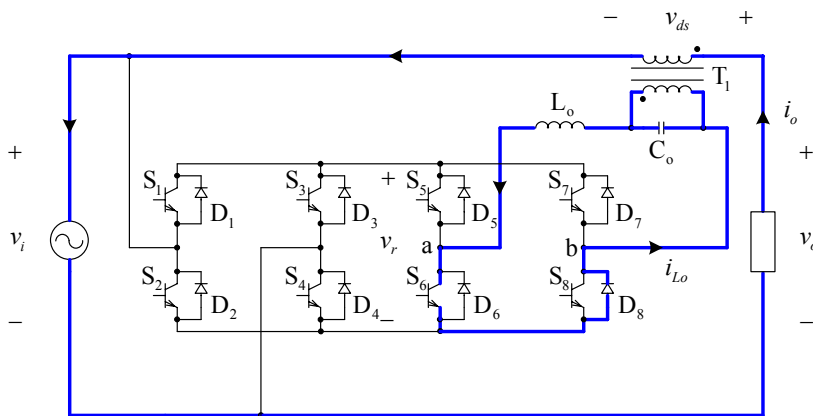 − v_ds +
T_1
L_o
i_o
C_o
+ S_1 S_3 + S_5 S_7 +
D_1 D_3 D_5 D_7
v_i v_r a b v_o
i_Lo
S_2 S_4 S_6 S_8
− D_2 D_4 − D_6 D_8 −